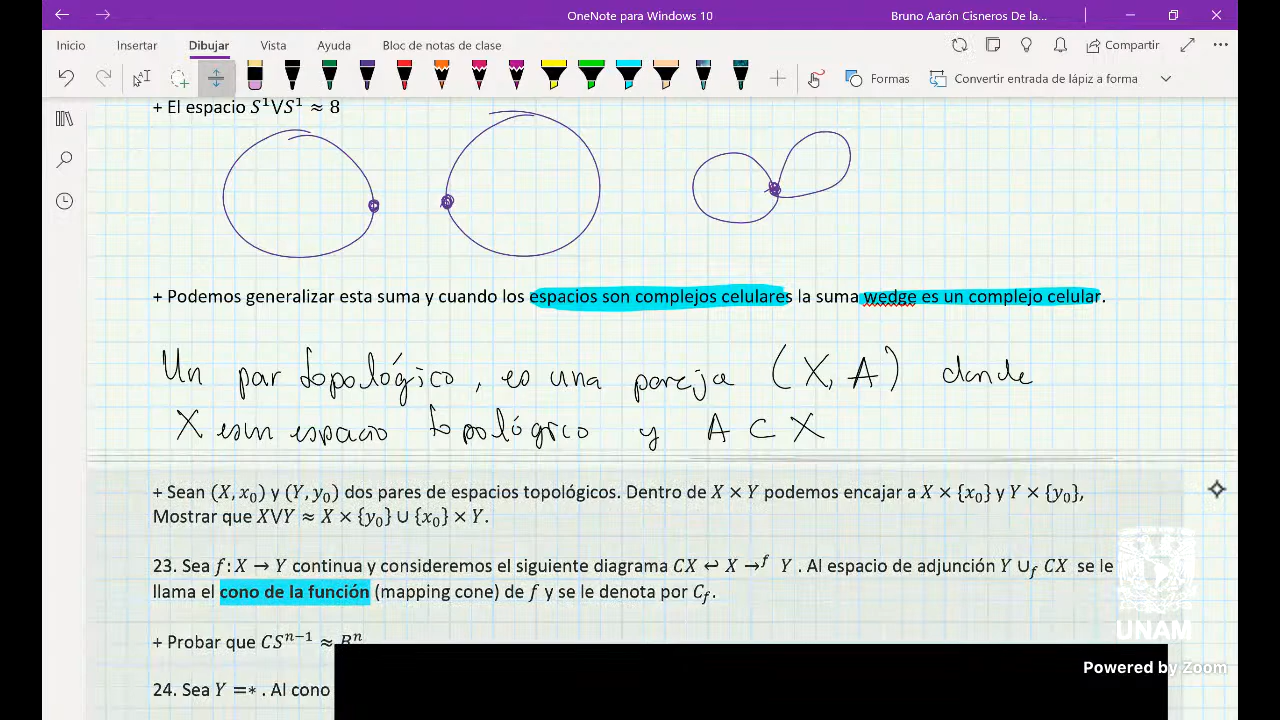 OneNote para Windows 10
Bruno Aarón Cisneros De la...
Inicio Insertar Dibujar Vista Ayuda Bloc de notas de clase Compartir
Formas Convertir entrada de lápiz a forma
+ El espacio S¹VS¹ ≈ 8
+ Podemos generalizar esta suma y cuando los espacios son complejos celulares la suma wedge es un complejo celular.
Un par topológico, es una pareja (X, A) donde
X es un espacio topológico y A ⊂ X
+ Sean (X, x₀) y (Y, y₀) dos pares de espacios topológicos. Dentro de X × Y podemos encajar a X × {x₀} y Y × {y₀},
Mostrar que XVY ≈ X × {y₀} ∪ {x₀} × Y.
23. Sea f: X → Y continua y consideremos el siguiente diagrama CX ↩ X →ᶠ Y . Al espacio de adjunción Y ∪_f CX se le
llama el cono de la función (mapping cone) de f y se le denota por C_f.
+ Probar que CSⁿ⁻¹ ≈ Bⁿ
24. Sea Y =* . Al cono
UNAM
Powered by Zoom